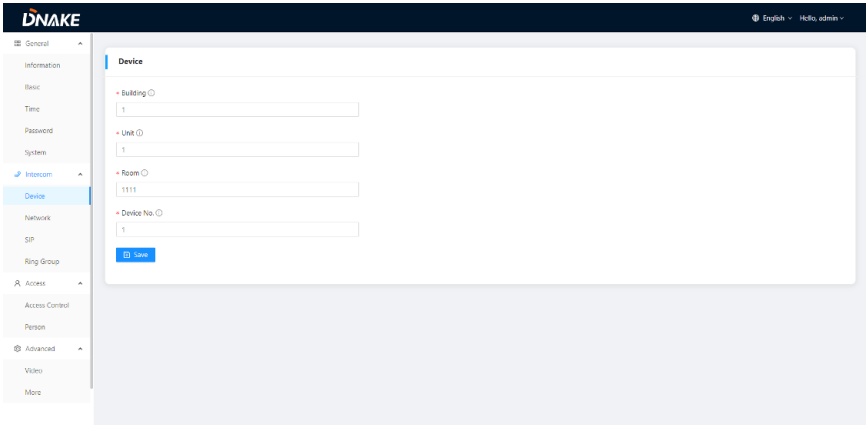 DNAKE
English
Hello, admin
General
Information
Basic
Time
Password
System
Intercom
Device
Network
SIP
Ring Group
Access
Access Control
Person
Advanced
Video
More
Device
* Building
1
* Unit
1
* Room
1111
* Device No.
1
Save